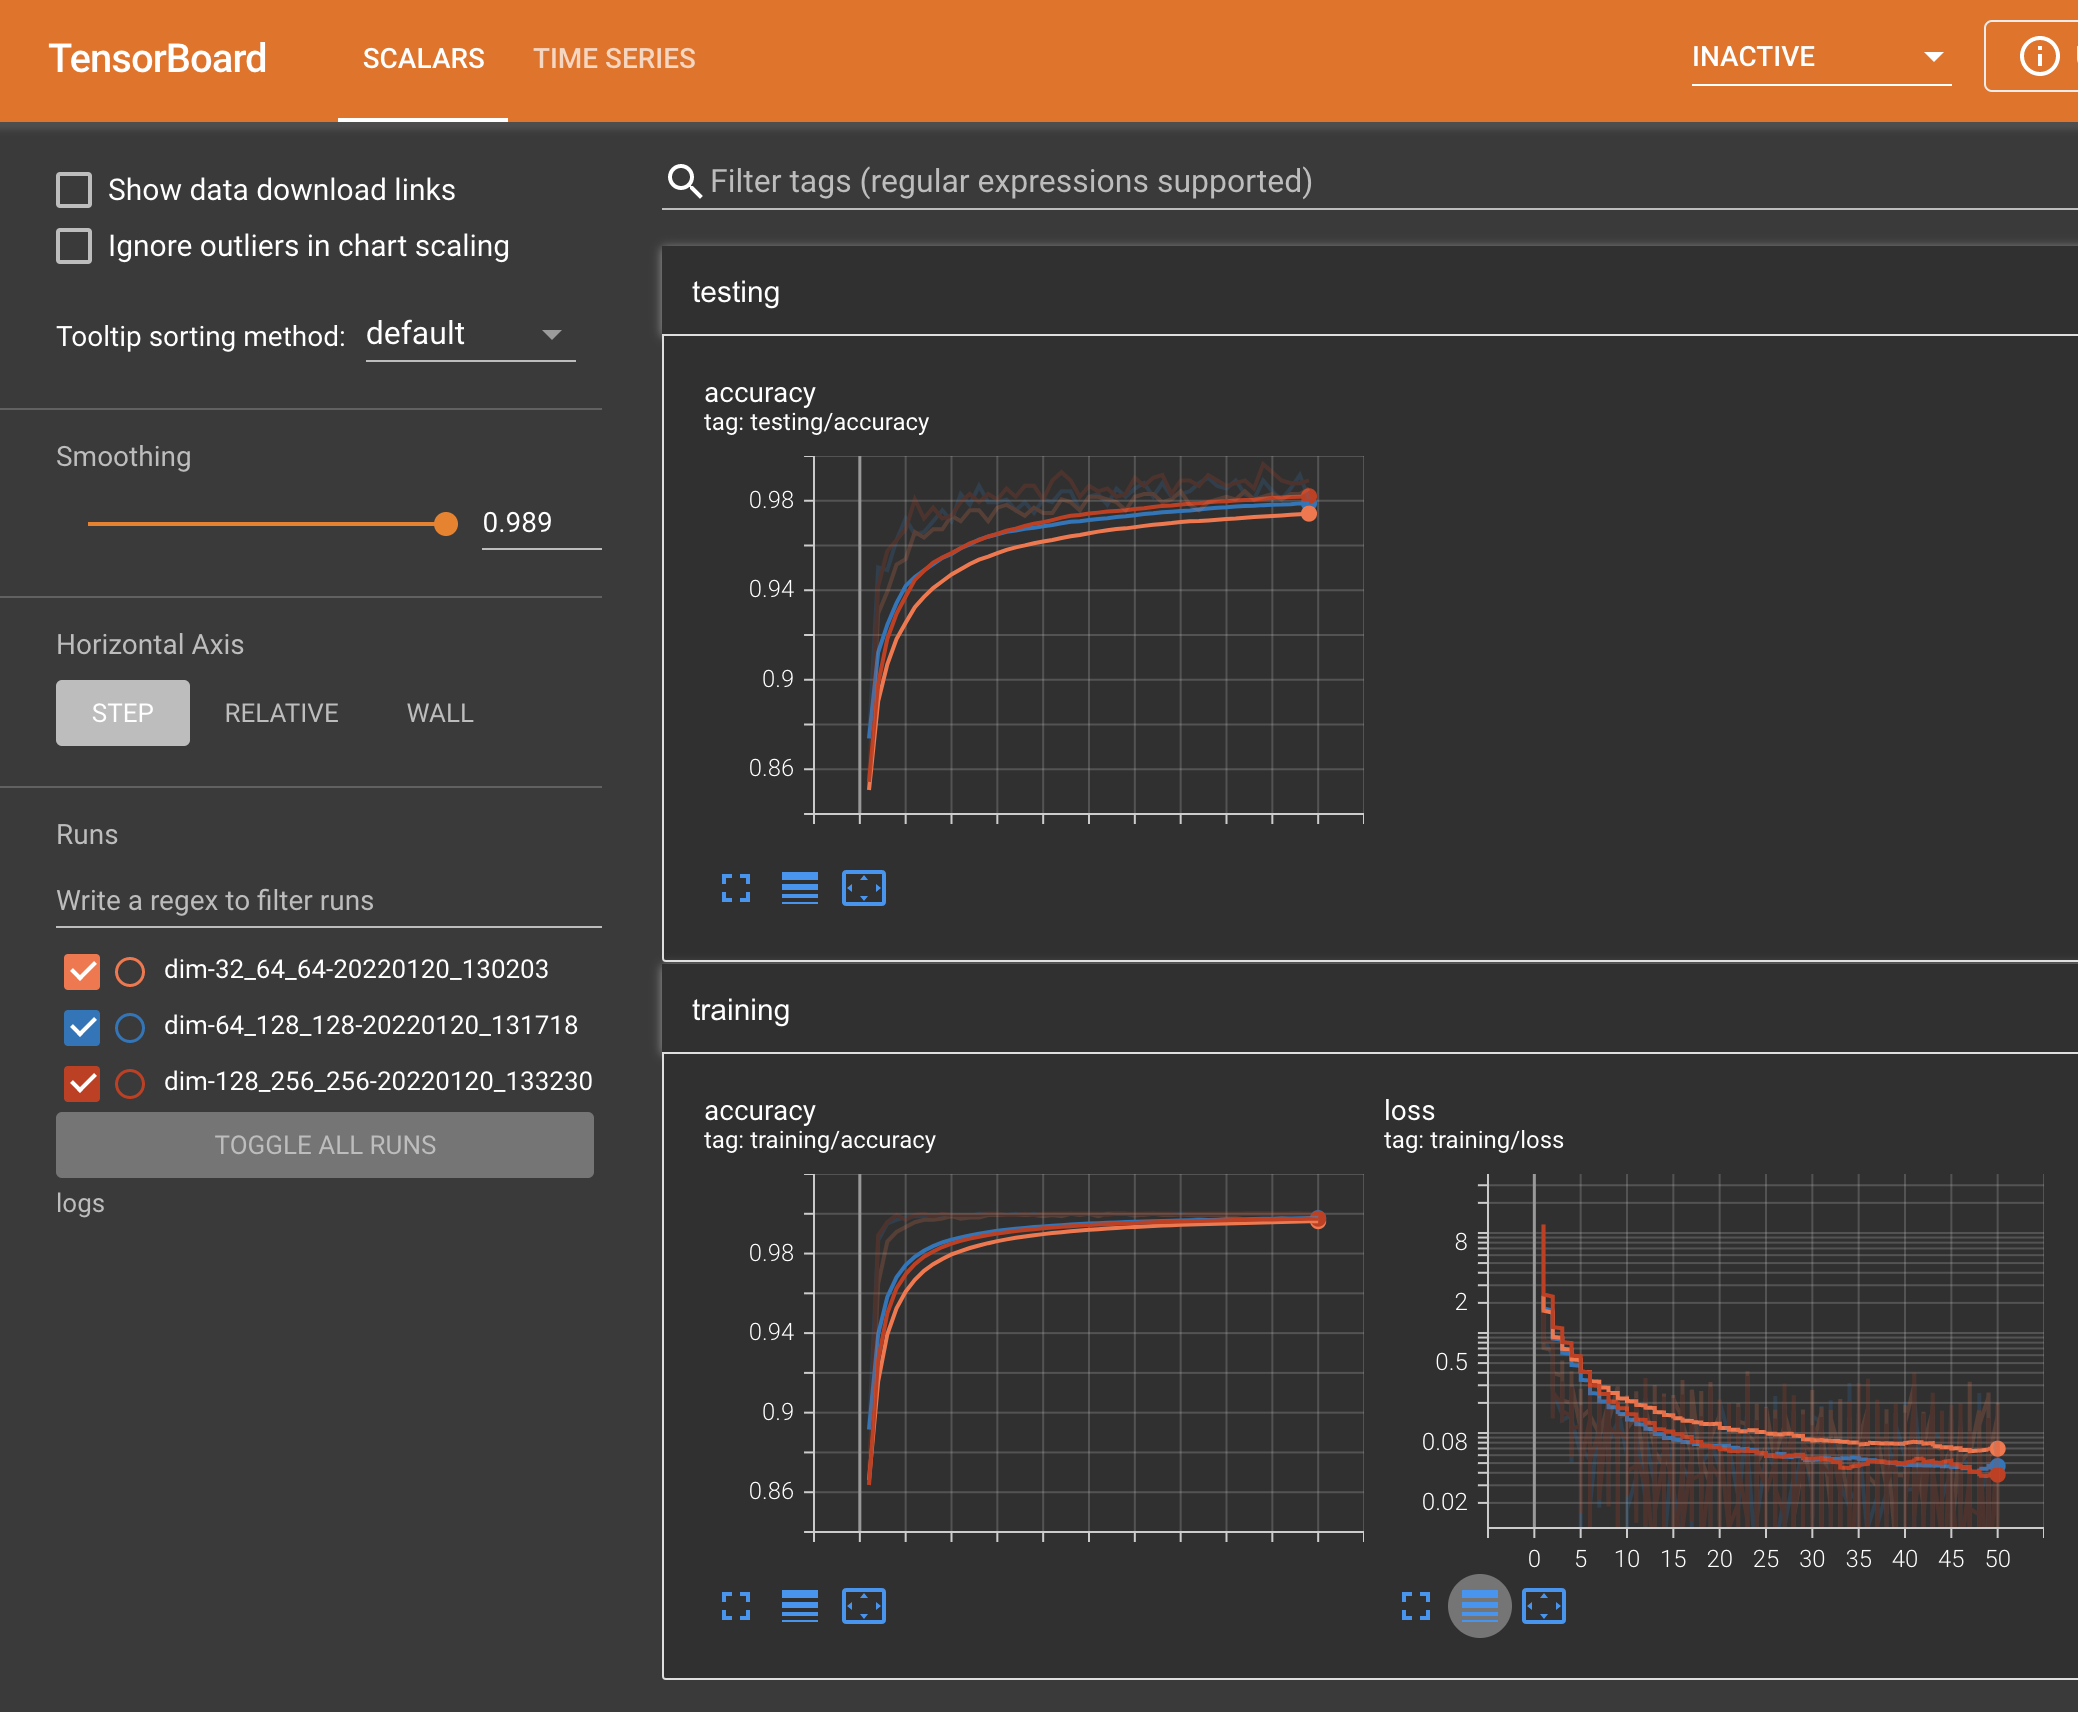 TensorBoard
SCALARS
TIME SERIES
INACTIVE
Show data download links
Ignore outliers in chart scaling
Tooltip sorting method: default
Smoothing
0.989
Horizontal Axis
STEP
RELATIVE
WALL
Runs
Write a regex to filter runs
dim-32_64_64-20220120_130203
dim-64_128_128-20220120_131718
dim-128_256_256-20220120_133230
TOGGLE ALL RUNS
logs
Filter tags (regular expressions supported)
testing
accuracy
tag: testing/accuracy
0.98
0.94
0.9
0.86
training
accuracy
tag: training/accuracy
0.98
0.94
0.9
0.86
loss
tag: training/loss
8
2
0.5
0.08
0.02
0 5 10 15 20 25 30 35 40 45 50